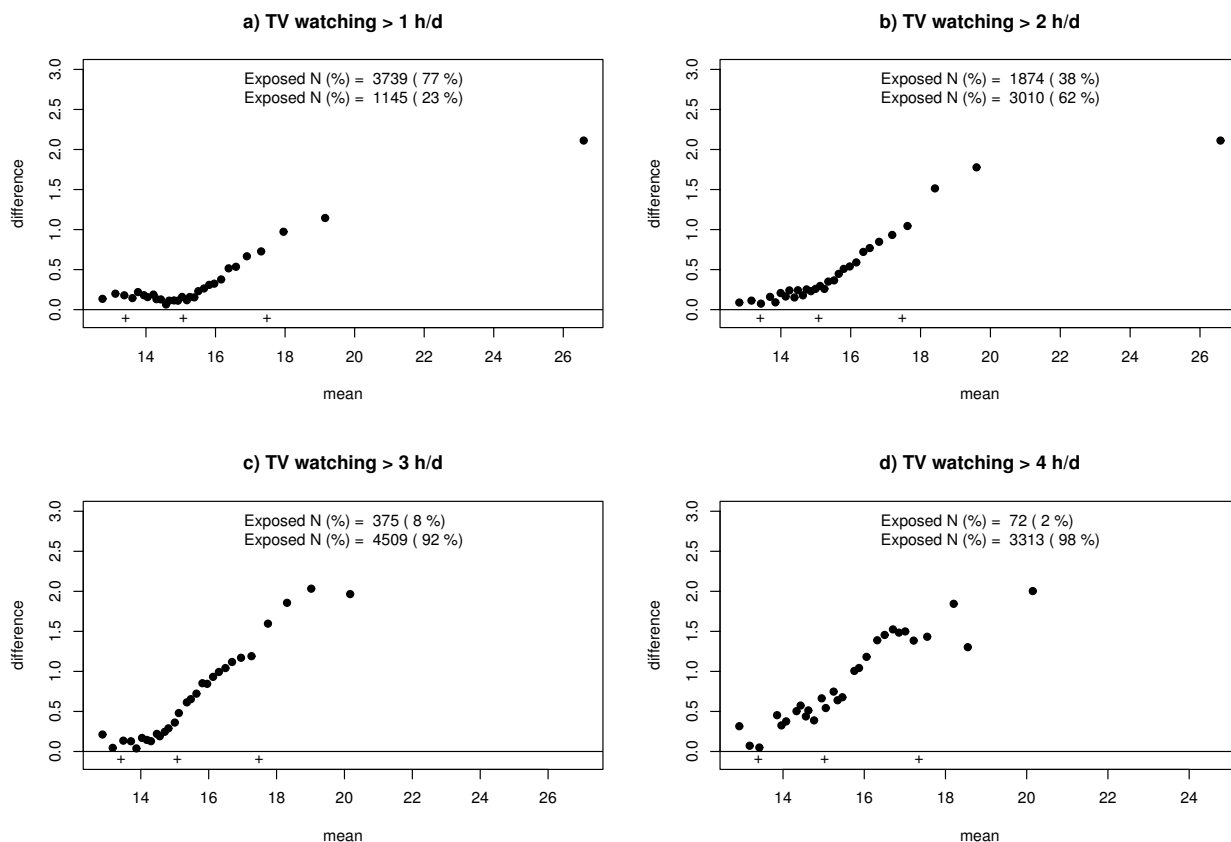 a) TV watching > 1 h/d
Exposed N (%) = 3739 ( 77 %)
Exposed N (%) = 1145 ( 23 %)
difference
0.0 0.5 1.0 1.5 2.0 2.5 3.0
14 16 18 20 22 24 26
mean
b) TV watching > 2 h/d
Exposed N (%) = 1874 ( 38 %)
Exposed N (%) = 3010 ( 62 %)
difference
0.0 0.5 1.0 1.5 2.0 2.5 3.0
14 16 18 20 22 24 26
mean
c) TV watching > 3 h/d
Exposed N (%) = 375 ( 8 %)
Exposed N (%) = 4509 ( 92 %)
difference
0.0 0.5 1.0 1.5 2.0 2.5 3.0
14 16 18 20 22 24 26
mean
d) TV watching > 4 h/d
Exposed N (%) = 72 ( 2 %)
Exposed N (%) = 3313 ( 98 %)
difference
0.0 0.5 1.0 1.5 2.0 2.5 3.0
14 16 18 20 22 24
mean